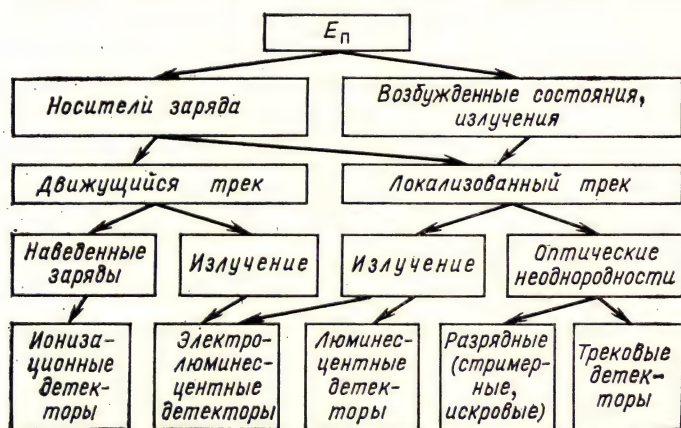 Eп
Носители заряда
Возбужденные состояния,
излучения
Движущийся трек
Локализованный трек
Наведенные
заряды
Излучение
Излучение
Оптические
неоднородности
Иониза-
ционные
детек-
торы
Электро-
люминес-
центные
детекторы
Люминес-
центные
детек-
торы
Разрядные
(стример-
ные,
искровые)
Трековые
детек-
торы